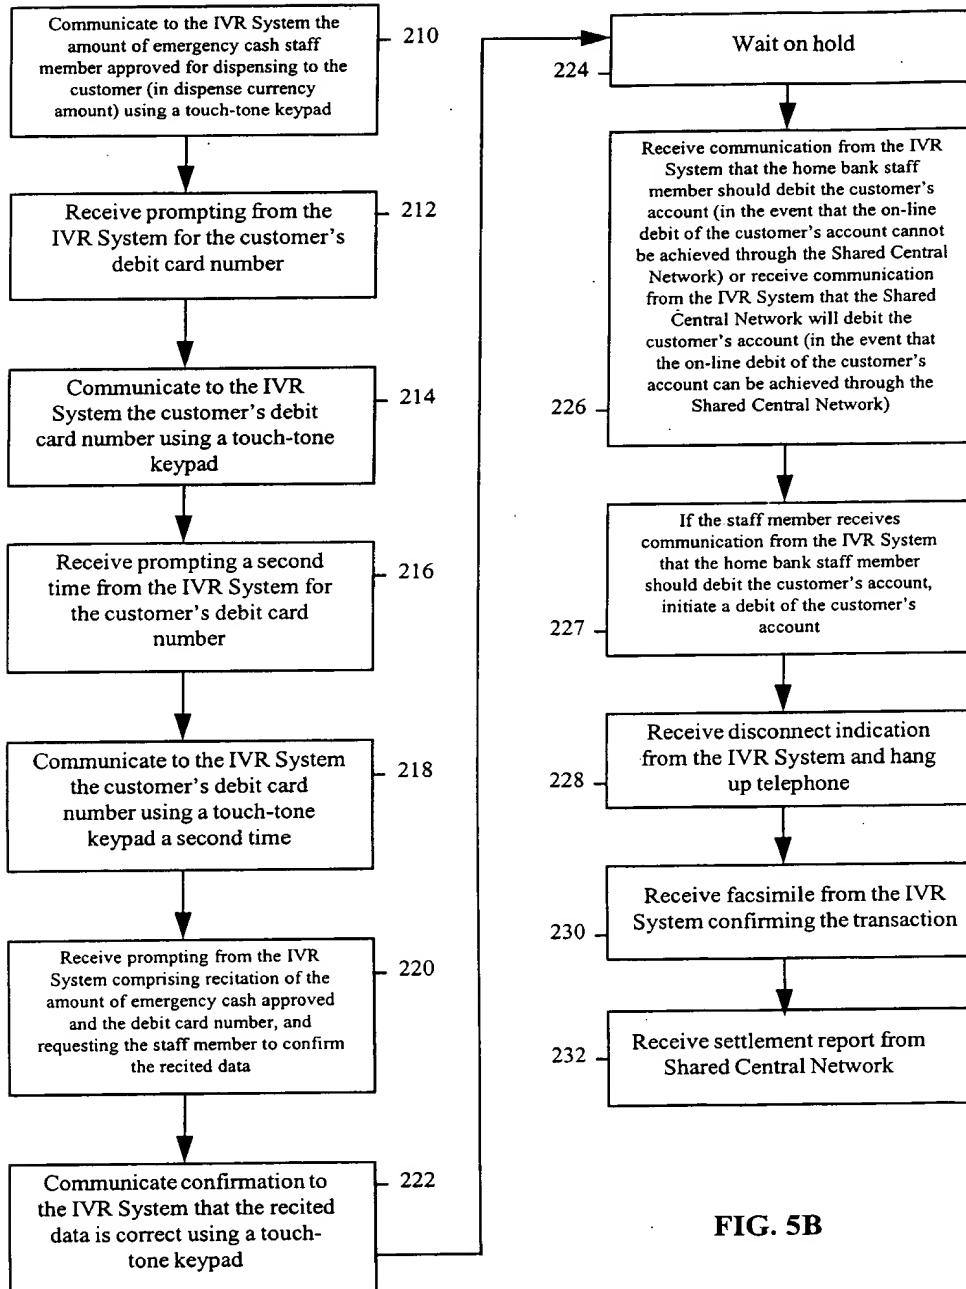 Communicate to the IVR System the
amount of emergency cash staff
member approved for dispensing to the
customer (in dispense currency
amount) using a touch-tone keypad
210
Receive prompting from the
IVR System for the customer's
debit card number
212
Communicate to the IVR
System the customer's debit
card number using a touch-tone
keypad
214
Receive prompting a second
time from the IVR System for
the customer's debit card
number
216
Communicate to the IVR System
the customer's debit card
number using a touch-tone
keypad a second time
218
Receive prompting from the IVR
System comprising recitation of the
amount of emergency cash approved
and the debit card number, and
requesting the staff member to confirm
the recited data
220
Communicate confirmation to
the IVR System that the recited
data is correct using a touch-
tone keypad
222
Wait on hold
224
Receive communication from the IVR
System that the home bank staff
member should debit the customer's
account (in the event that the on-line
debit of the customer's account cannot
be achieved through the Shared Central
Network) or receive communication
from the IVR System that the Shared
Central Network will debit the
customer's account (in the event that
the on-line debit of the customer's
account can be achieved through the
Shared Central Network)
226
If the staff member receives
communication from the IVR System
that the home bank staff member
should debit the customer's account,
initiate a debit of the customer's
account
227
Receive disconnect indication
from the IVR System and hang
up telephone
228
Receive facsimile from the IVR
System confirming the transaction
230
Receive settlement report from
Shared Central Network
232
FIG. 5B